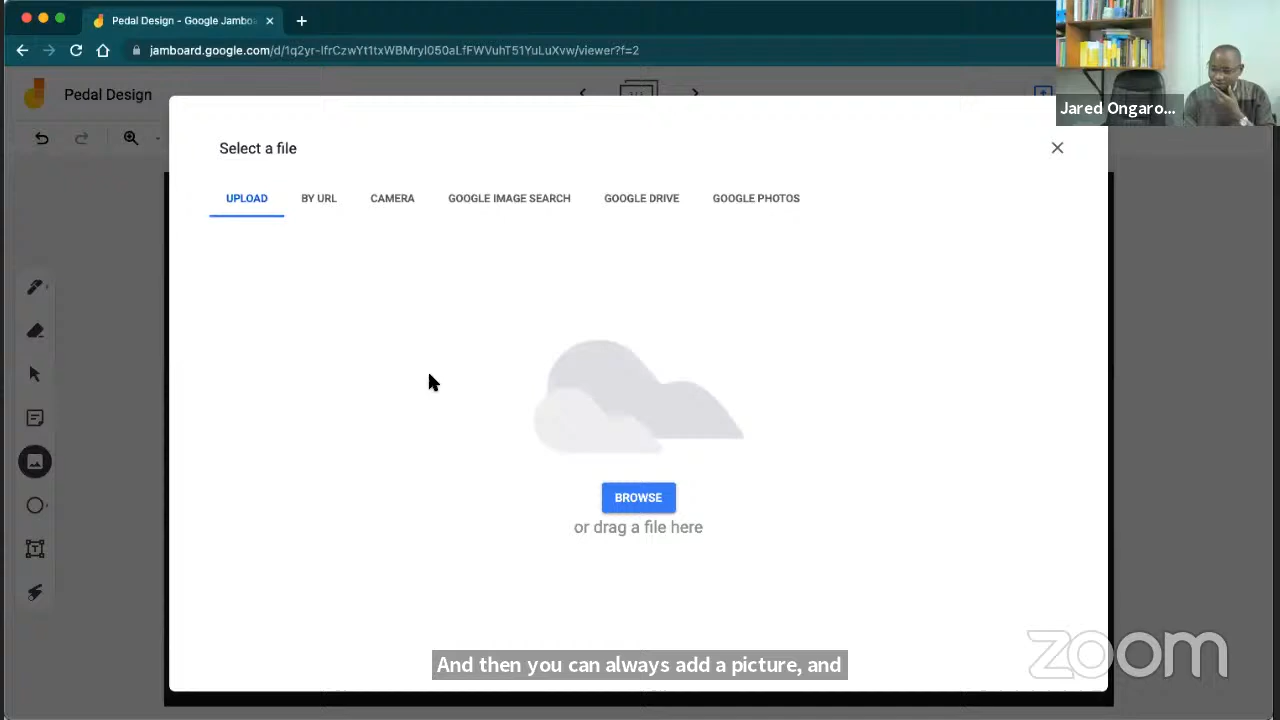 Pedal Design - Google Jambo
jamboard.google.com/d/1q2yr-IfrCzwYt1txWBMryI050aLfFWVuhT51YuLuXvw/viewer?f=2
Pedal Design
Jared Ongaro...
Select a file
UPLOAD
BY URL
CAMERA
GOOGLE IMAGE SEARCH
GOOGLE DRIVE
GOOGLE PHOTOS
BROWSE
or drag a file here
And then you can always add a picture, and
zoom